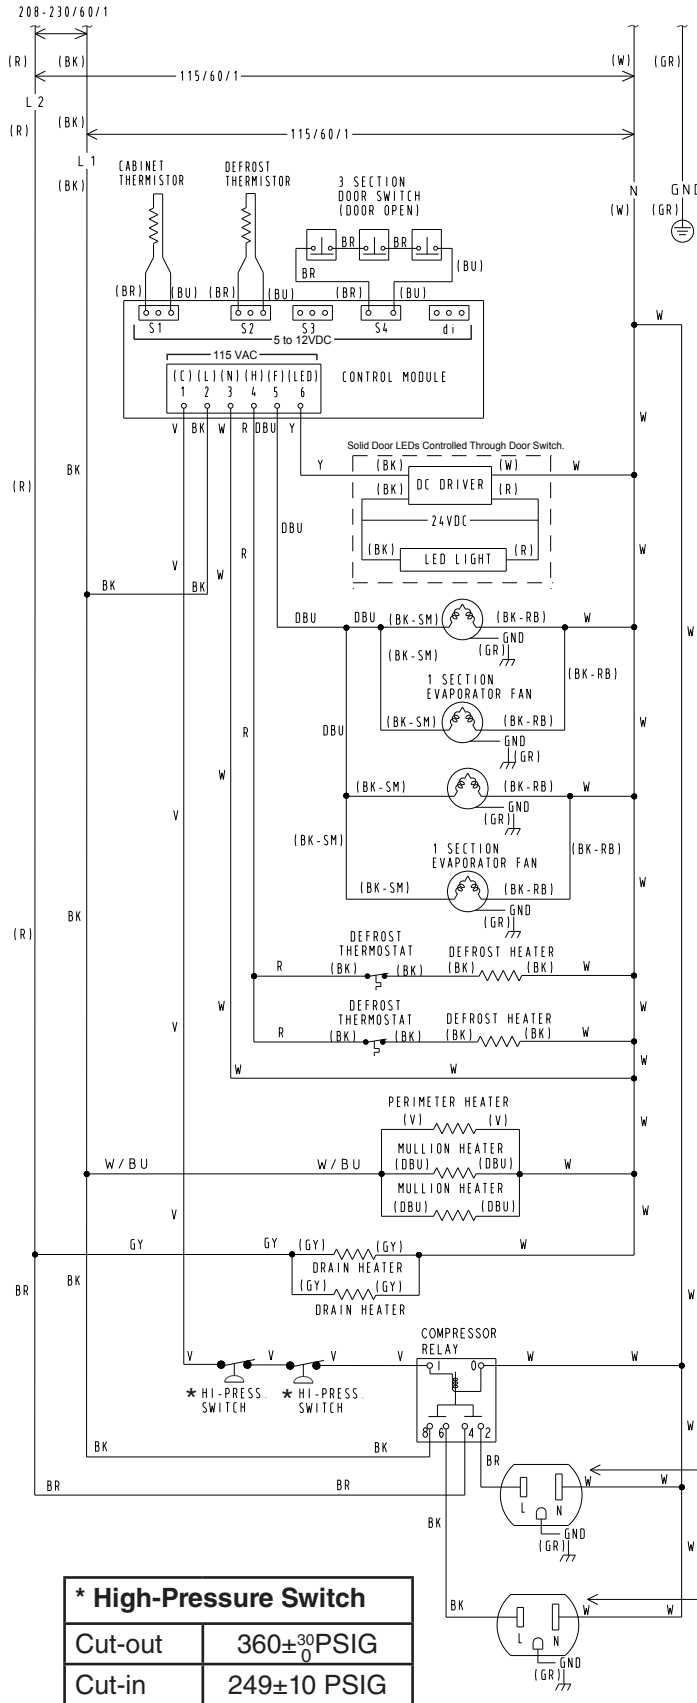 208-230/60/1
(R) (BK) (W) (GR)
115/60/1
L2
(R) (BK)
115/60/1
L1
(BK)
CABINET THERMISTOR
DEFROST THERMISTOR
3 SECTION
DOOR SWITCH
(DOOR OPEN)
N GND
(W) (GR)
BR BR
BR (BU)
(BR) (BU) (BR) (BU) (BR) (BU)
S1 S2 S3 S4 di
5 to 12VDC
W
115 VAC
(C) (L) (N) (H) (F) (LED)
1 2 3 4 5 6
CONTROL MODULE
V BK W R DBU Y
W
Solid Door LEDs Controlled Through Door Switch.
BK
Y (BK) (W) W
DC DRIVER
(R)
(BK) (R)
24VDC
DBU
W
(BK) LED LIGHT (R)
R
V W
BK BK
DBU DBU (BK-SM) (BK-RB) W
W
GND
(GR)
(BK-SM)
(BK-RB)
1 SECTION
EVAPORATOR FAN
(BK-SM) (BK-RB)
W
DBU
R
GND
(GR)
W
(BK-SM) (BK-RB) W
GND
(GR)
V
(BK-SM)
1 SECTION
EVAPORATOR FAN
(BK-RB)
(BK-SM) (BK-RB)
W
BK
GND
(GR)
(R)
DEFROST
THERMOSTAT
DEFROST HEATER
R (BK) (BK) (BK) (BK) W
W W
DEFROST
THERMOSTAT
DEFROST HEATER
V R (BK) (BK) (BK) (BK) W
W
W W
PERIMETER HEATER
(V) (V)
W
MULLION HEATER
W/BU W/BU (DBU) (DBU) W
MULLION HEATER
(DBU) (DBU)
V W
GY GY (GY) (GY) W
DRAIN HEATER
BR BK
(GY) (GY)
W
DRAIN HEATER
COMPRESSOR
RELAY
V V V 1 0 W W
* HI-PRESS.
SWITCH
* HI-PRESS.
SWITCH
W
8 6 4 2
BK BK
BR
BR BR
W W
L N
BK
GND
(GR)
W
BK
W W
L N
GND
(GR)
* High-Pressure Switch
Cut-out 360±30/0PSIG
Cut-in 249±10 PSIG